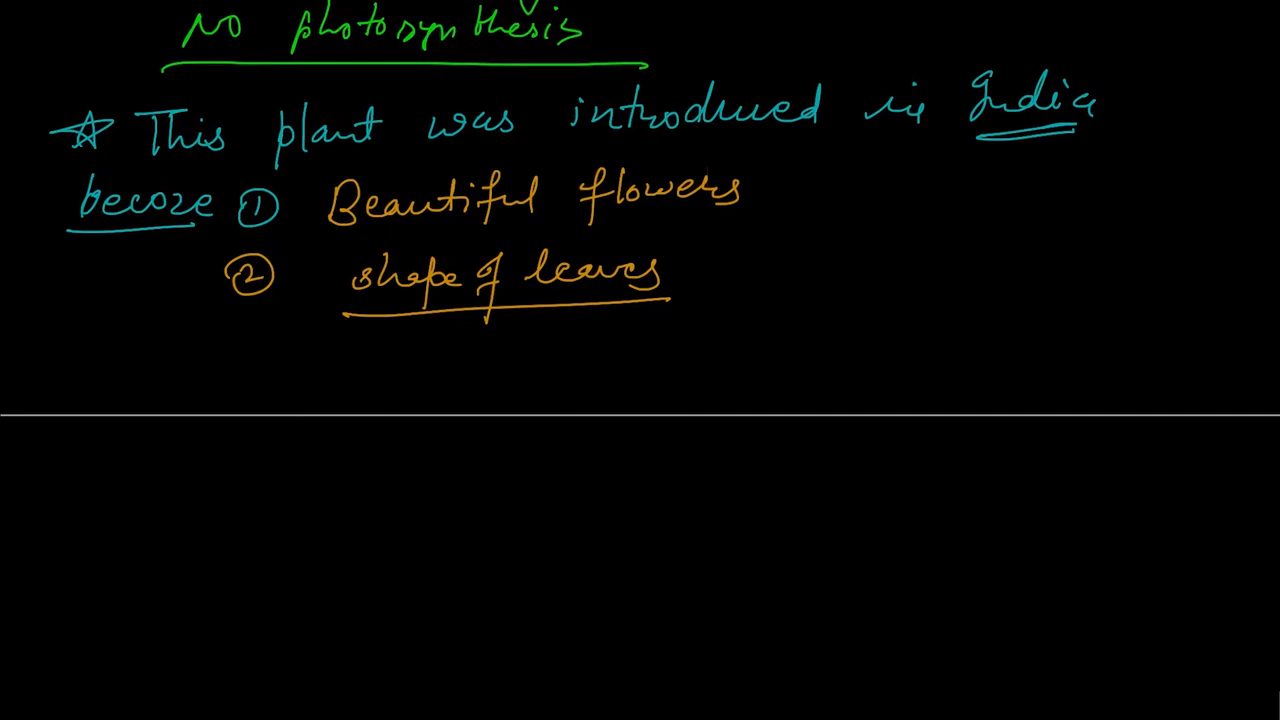 No photosynthesis
☆ This plant was introduced in India
becoze ① Beautiful flowers
② shape of leaves